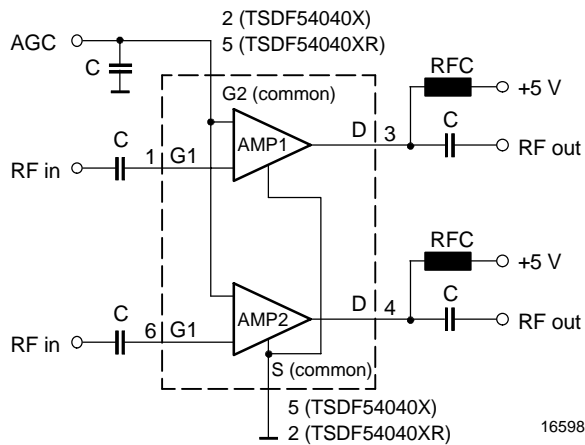 2 (TSDF54040X)
AGC
5 (TSDF54040XR)
C
RFC
G2 (common)
+5 V
C
C
D
3
AMP1
1
G1
RF in
RF out
RFC
+5 V
C
C
D
4
AMP2
6
G1
RF in
RF out
S (common)
5 (TSDF54040X)
2 (TSDF54040XR)
16598